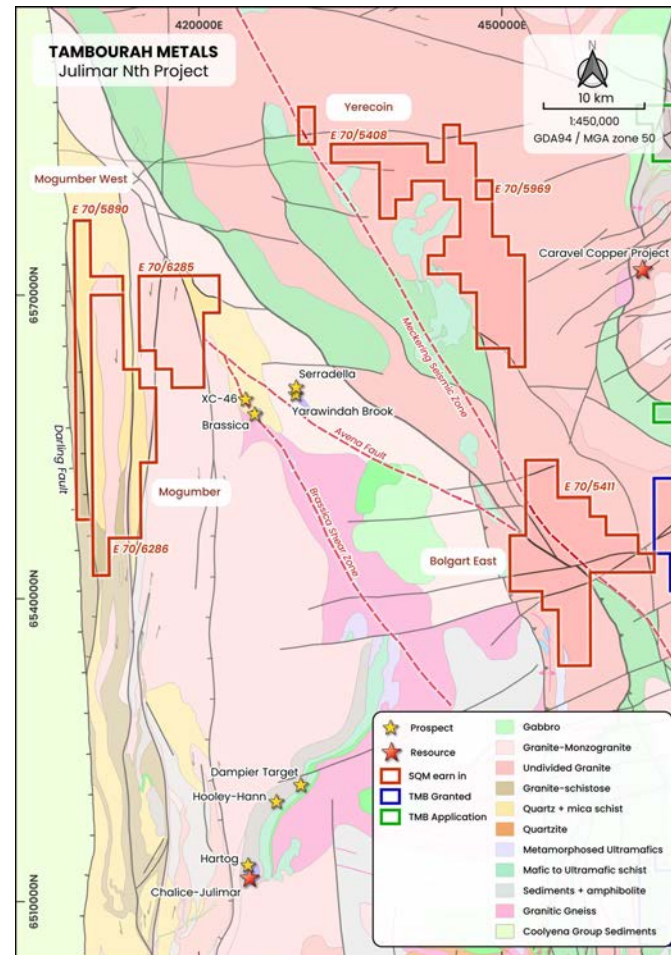 TAMBOURAH METALS
Julimar Nth Project
420000E
450000E
N
10 km
1:450,000
GDA94 / MGA zone 50
Yerecoin
E 70/5408
E 70/5969
Mogumber West
E 70/5890
E 70/6285
Caravel Copper Project
6570000N
Meckering Seismic Zone
Serradella
XC-46
Yarawindah Brook
Brassica
Avena Fault
Darling Fault
Mogumber
E 70/5411
Brassica Shear Zone
Bolgart East
E 70/6286
6540000N
Dampier Target
Hooley-Hann
Hartog
Chalice-Julimar
6510000N
Prospect
Resource
SQM earn in
TMB Granted
TMB Application
Gabbro
Granite-Monzogranite
Undivided Granite
Granite-schistose
Quartz + mica schist
Quartzite
Metamorphosed Ultramafics
Mafic to Ultramafic schist
Sediments + amphibolite
Granitic Gneiss
Coolyena Group Sediments